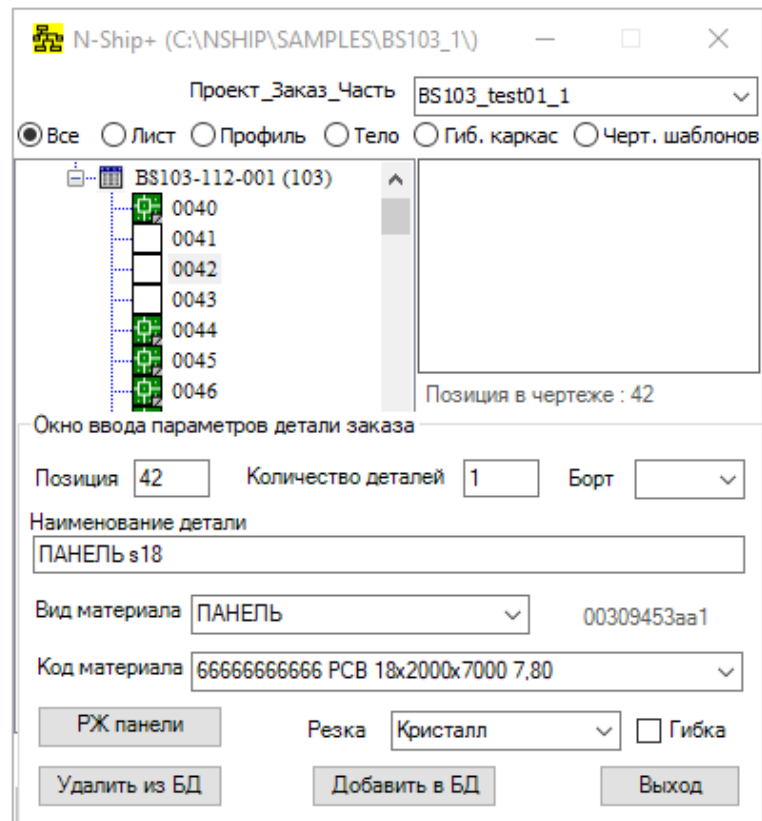 N-Ship+ (C:\NSHIP\SAMPLES\BS103_1\)
Проект_Заказ_Часть BS103_test01_1
Все Лист Профиль Тело Гиб. каркас Черт. шаблонов
BS103-112-001 (103)
0040
0041
0042
0043
0044
0045
0046
Позиция в чертеже : 42
Окно ввода параметров детали заказа
Позиция 42 Количество деталей 1 Борт
Наименование детали
ПАНЕЛЬ s18
Вид материала ПАНЕЛЬ 00309453aa1
Код материала 66666666666 РСВ 18x2000x7000 7,80
РЖ панели Резка Кристалл Гибка
Удалить из БД Добавить в БД Выход